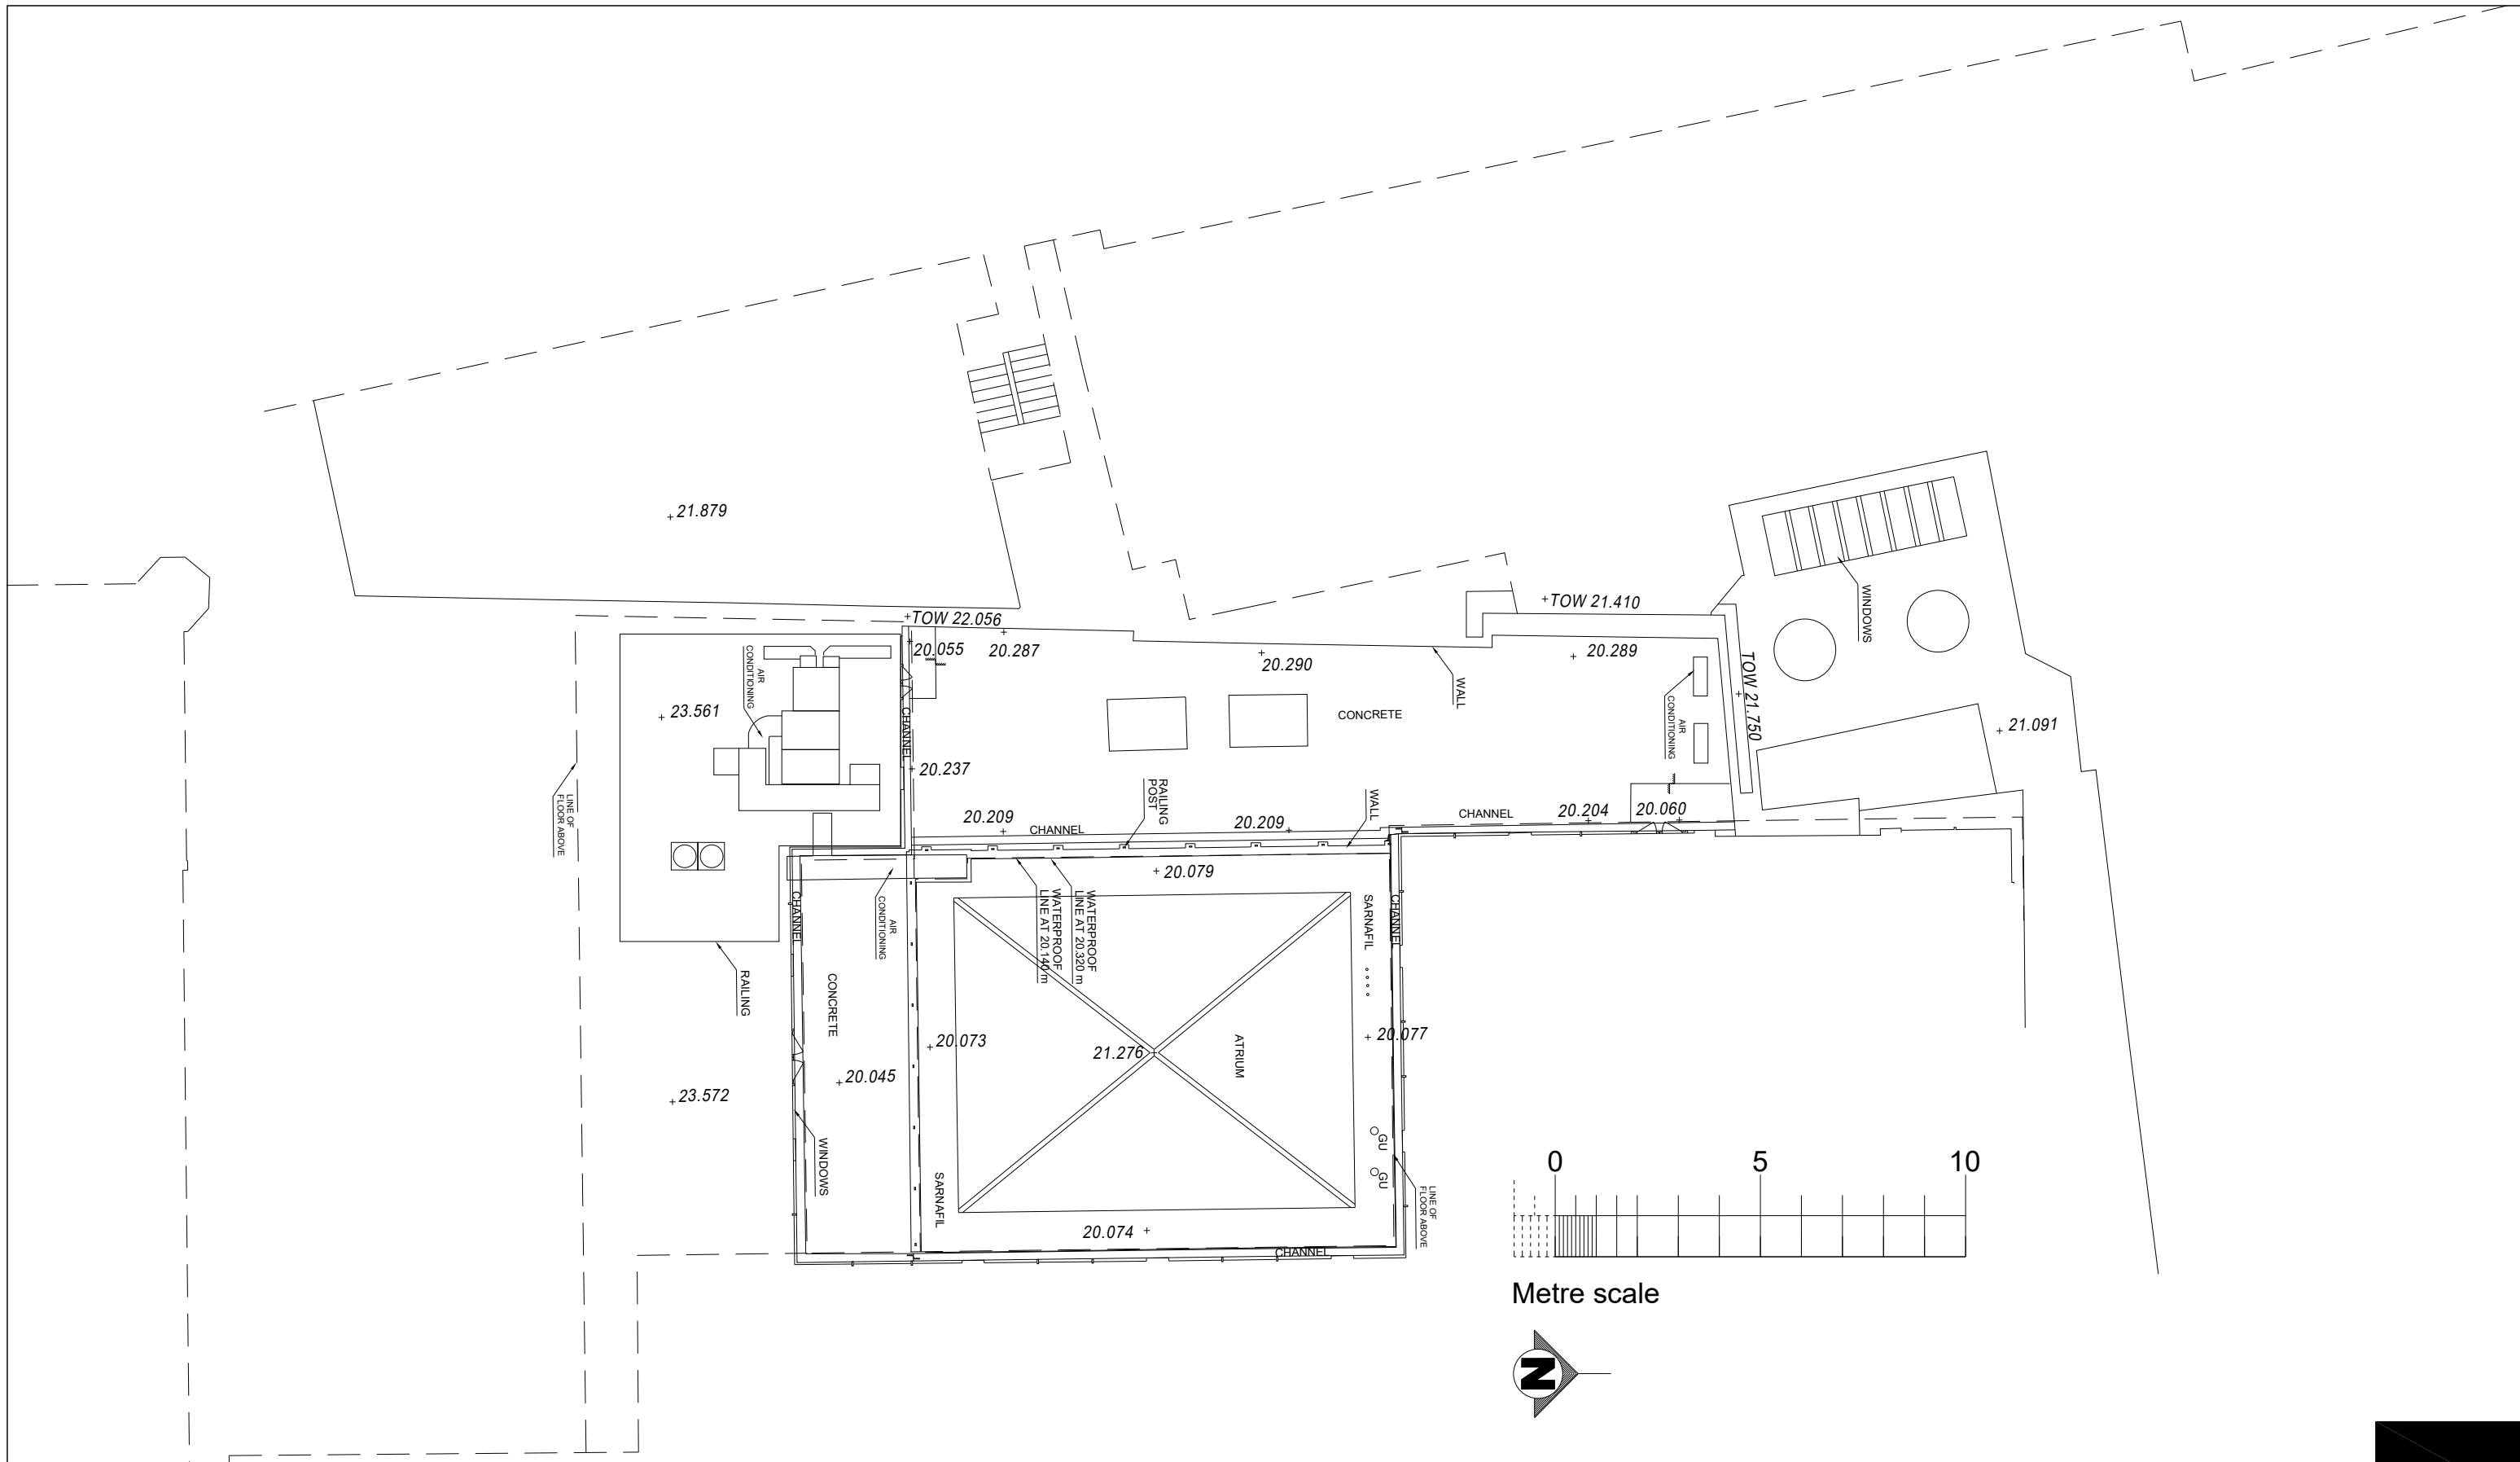 21.879
TOW 22.056
20.055
20.287
20.290
TOW 21.410
20.289
WINDOWS
TOW 21.750
21.091
AIR
CONDITIONING
23.561
CHANNEL
20.237
CONCRETE
WALL
AIR
CONDITIONING
LINE OF
FLOOR ABOVE
RAILING
POST
WALL
20.209
CHANNEL
20.209
CHANNEL
20.204
20.060
20.079
CHANNEL
AIR
CONDITIONING
WATERPROOF
LINE AT 20.140 m
WATERPROOF
LINE AT 20.320 m
SARNAFIL
CHANNEL
RAILING
CONCRETE
20.073
21.276
ATRIUM
20.077
20.045
23.572
WINDOWS
SARNAFIL
GU
GU
LINE OF
FLOOR ABOVE
20.074
CHANNEL
0 5 10
Metre scale
N